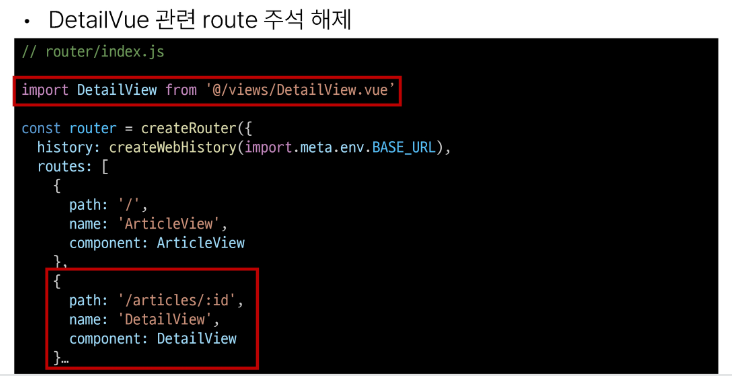 • DetailVue 관련 route 주석 해제
// router/index.js
import DetailView from '@/views/DetailView.vue'
const router = createRouter({
  history: createWebHistory(import.meta.env.BASE_URL),
  routes: [
    {
      path: '/',
      name: 'ArticleView',
      component: ArticleView
    },
    {
      path: '/articles/:id',
      name: 'DetailView',
      component: DetailView
    }…